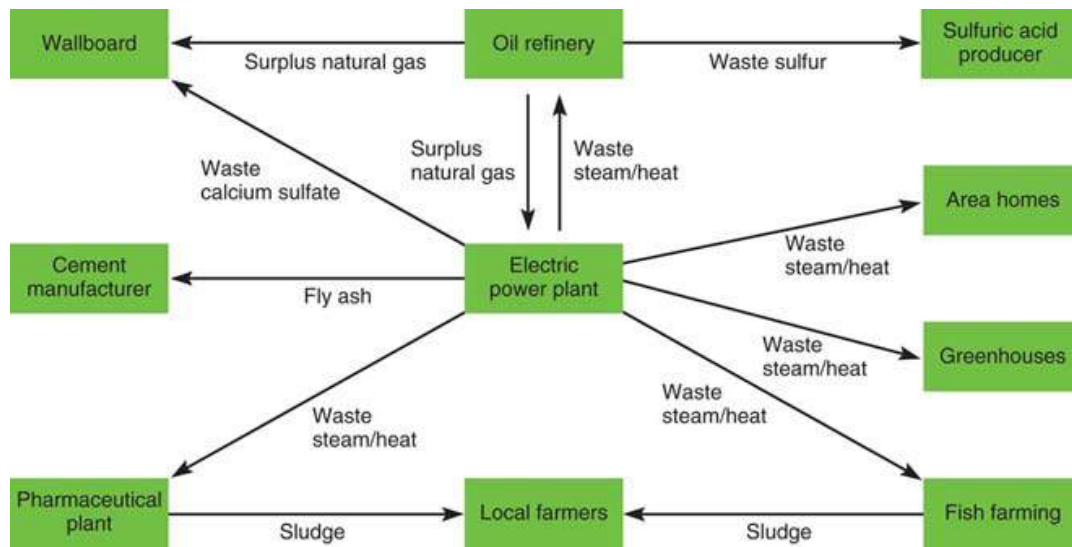 Wallboard
Surplus natural gas
Oil refinery
Waste sulfur
Sulfuric acid
producer
Surplus
natural gas
Waste
steam/heat
Waste
calcium sulfate
Area homes
Waste
steam/heat
Cement
manufacturer
Fly ash
Electric
power plant
Waste
steam/heat
Greenhouses
Waste
steam/heat
Waste
steam/heat
Pharmaceutical
plant
Sludge
Local farmers
Sludge
Fish farming